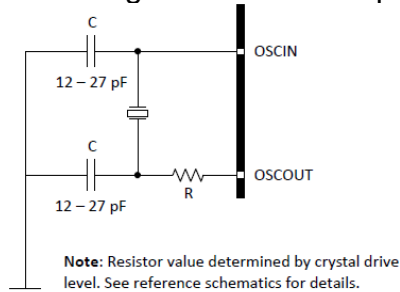 C
OSCIN
12 – 27 pF
C
OSCOUT
R
12 – 27 pF
Note: Resistor value determined by crystal drive
level. See reference schematics for details.